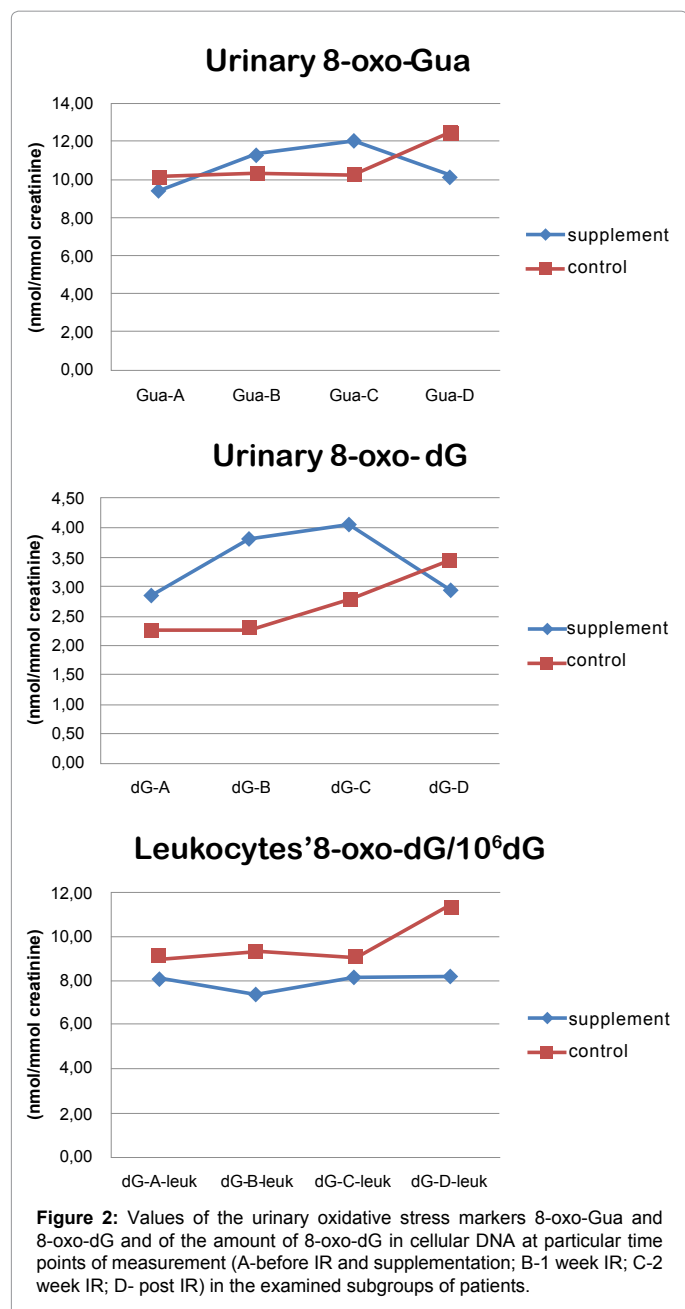 Urinary 8-oxo-Gua
(nmol/mmol creatinine)
14,00
12,00
10,00
8,00
6,00
4,00
2,00
0,00
Gua-A Gua-B Gua-C Gua-D
supplement
control
Urinary 8-oxo- dG
(nmol/mmol creatinine)
4,50
4,00
3,50
3,00
2,50
2,00
1,50
1,00
0,50
0,00
dG-A dG-B dG-C dG-D
supplement
control
Leukocytes’8-oxo-dG/10⁶dG
(nmol/mmol creatinine)
12,00
10,00
8,00
6,00
4,00
2,00
0,00
dG-A-leuk dG-B-leuk dG-C-leuk dG-D-leuk
supplement
control
Figure 2: Values of the urinary oxidative stress markers 8-oxo-Gua and
8-oxo-dG and of the amount of 8-oxo-dG in cellular DNA at particular time
points of measurement (A-before IR and supplementation; B-1 week IR; C-2
week IR; D- post IR) in the examined subgroups of patients.